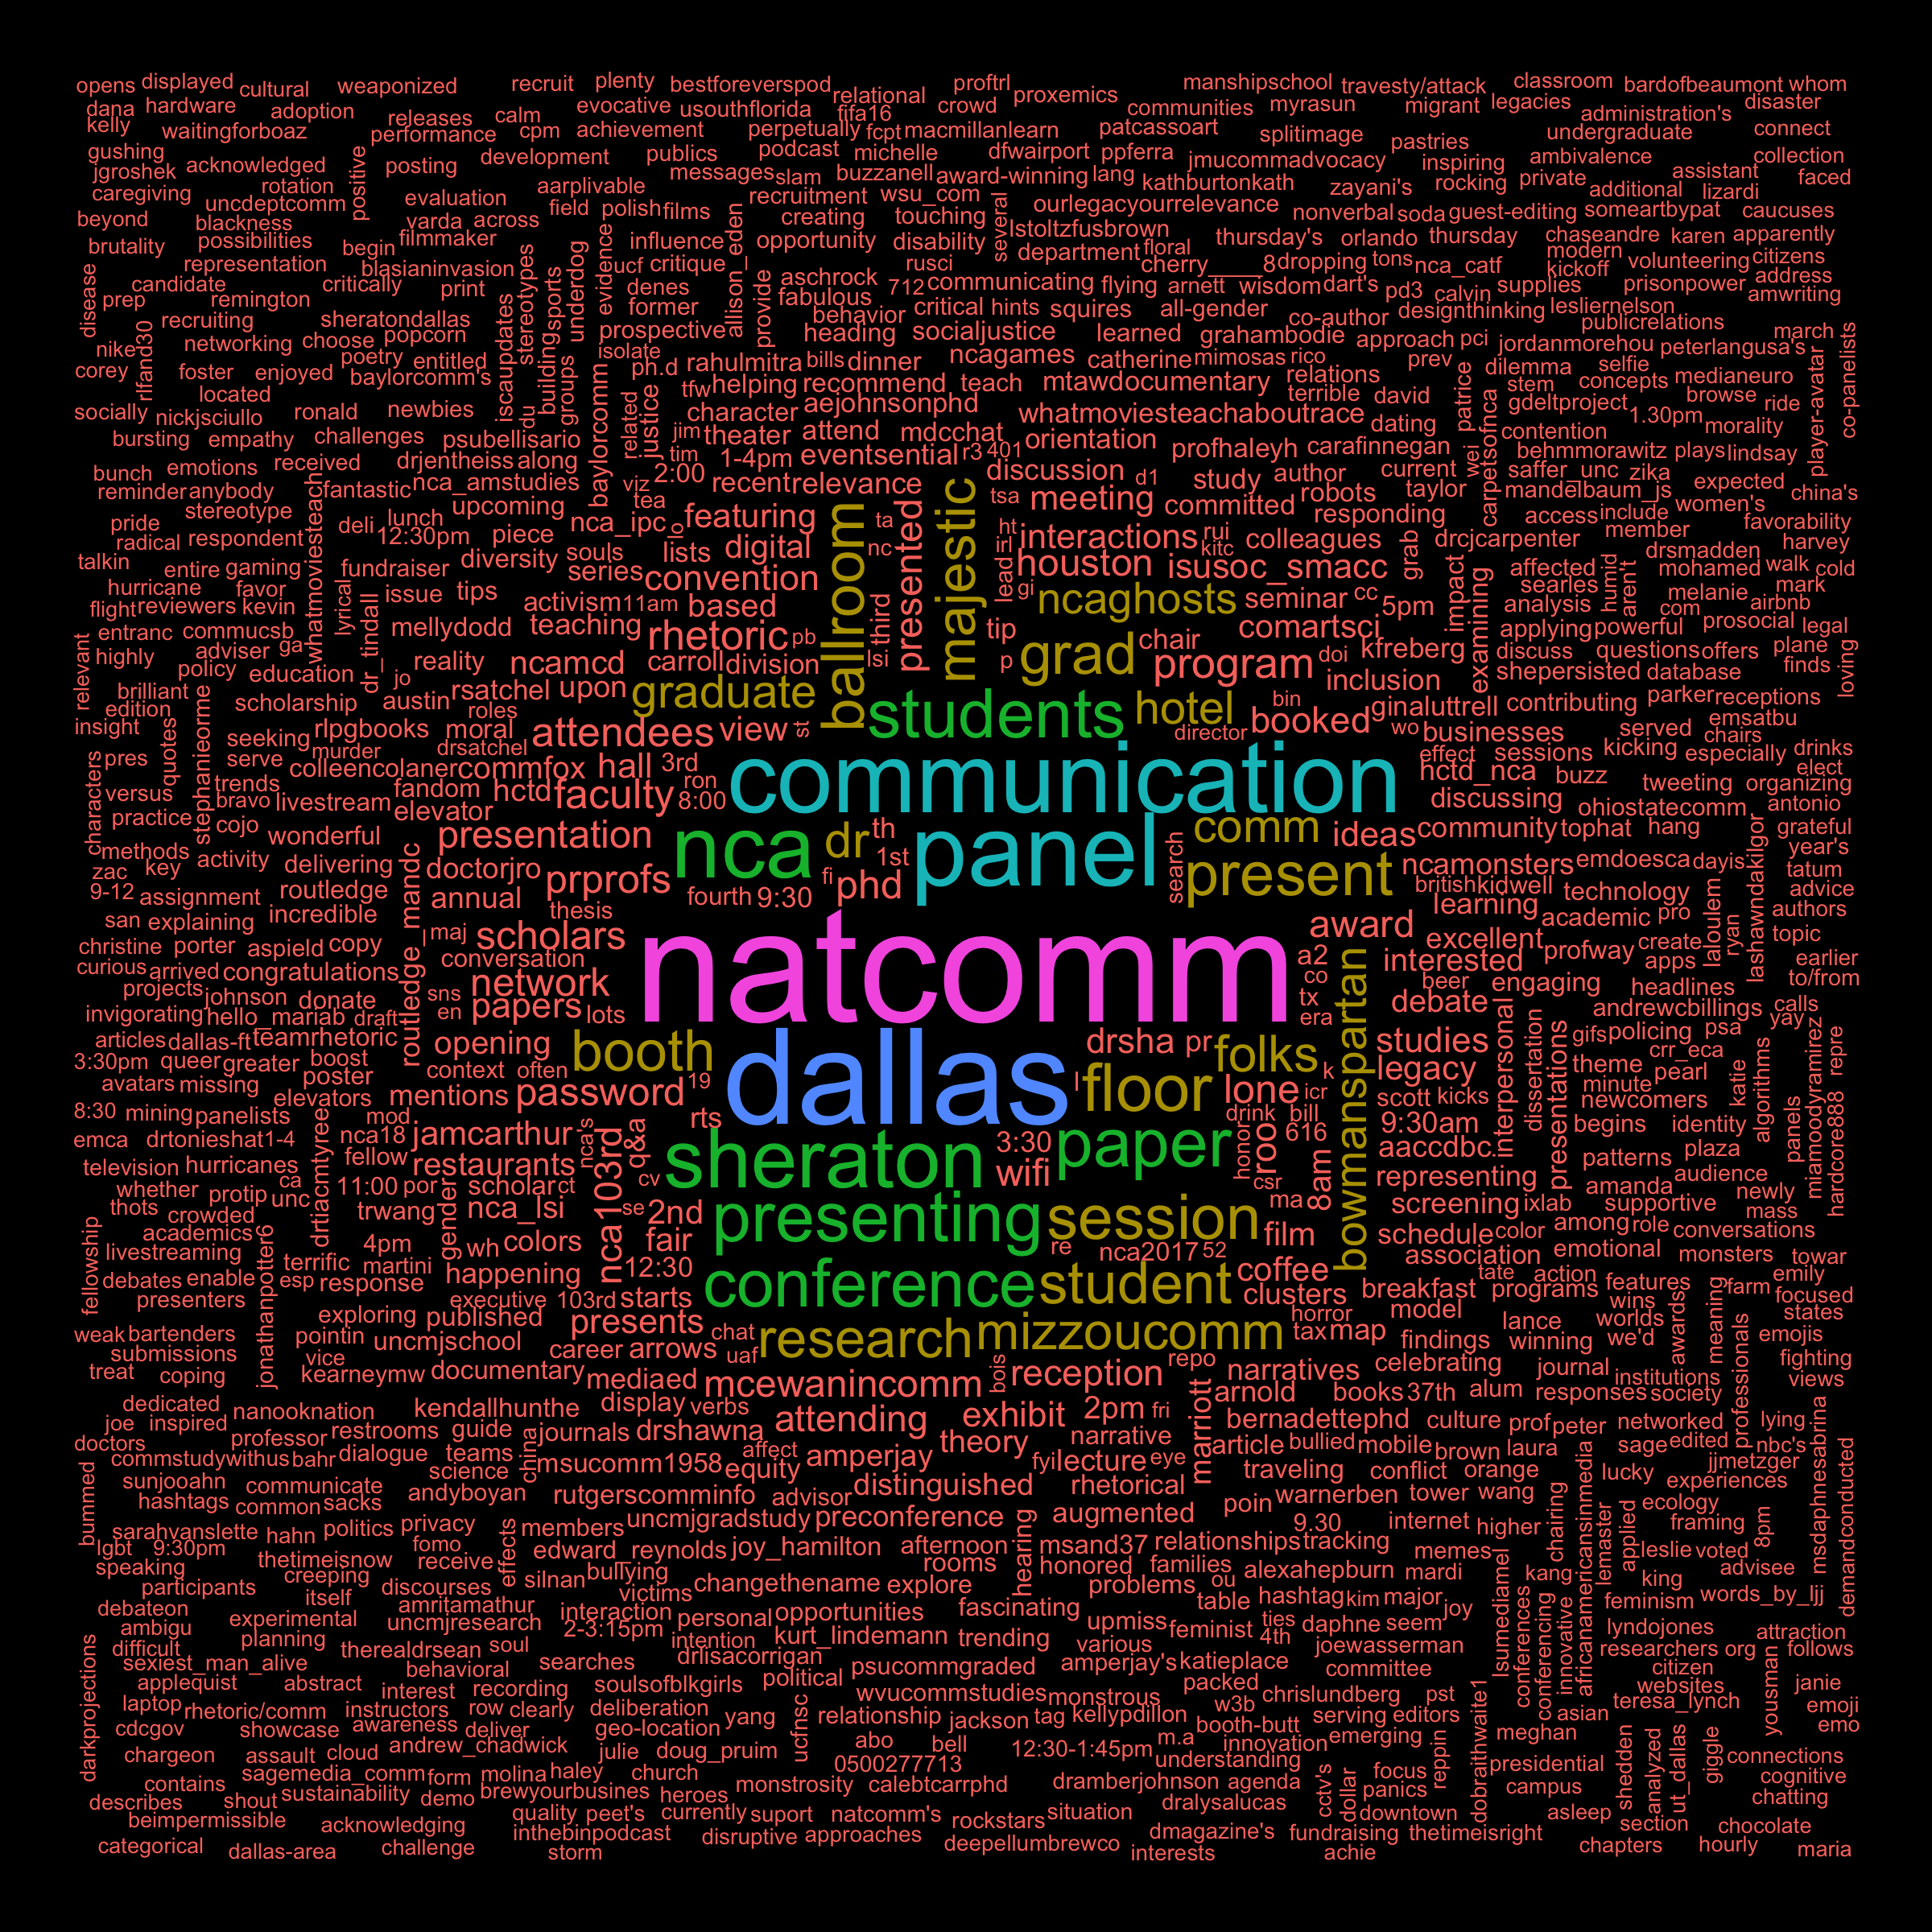 opens displayed cultural weaponized recruit plenty bestforeverspod relational proftrl proxemics manshipschool travesty/attack classroom bardofbeaumont whom
dana hardware adoption releases calm evocative usouthflorida fifa16 crowd communities myrasun migrant legacies administration's disaster
kelly waitingforboaz performance cpm achievement perpetually fcpt macmillanlearn patcassoart splitimage pastries undergraduate connect
gushing acknowledged positive posting development publics podcast michelle dfwairport ppferra jmucommadvocacy inspiring ambivalence collection
jgroshek rotation evaluation aarplivable messages slam buzzanell award-winning lang kathburtonkath zayani's rocking private assistant faced
caregiving uncdeptcomm varda across field polish films recruitment wsu_com several ourlegacyyourrelevance nonverbal soda guest-editing additional lizardi someartbypat caucuses
beyond blackness filmmaker creating touching lstoltzfusbrown thursday's orlando thursday chaseandre karen apparently
brutality possibilities begin stereotypes underdog evidence influence allison_eden opportunity disability department floral modern volunteering citizens
representation blasianinvasion ucf critique_l provide aschrock rusci cherry____8 dropping tons nca_catf kickoff address
disease candidate critically print sports denes fabulous 712 communicating flying arnett wisdom dart's pd3 calvin supplies prisonpower amwriting
prep remington iscaupdates building former behavior critical hints squires all-gender co-author designthinking lesliernelson
recruiting sheratondallas prospective heading socialjustice learned grahambodie approach pci jordanmorehou publicrelations march
nike rlfand30 networking choose popcorn poetry entitled isolate ph.d rahulmitra bills dinner ncagames catherine mimosas rico prev dilemma selfie peterlangusa's
corey foster enjoyed baylorcomm's du groups tfw helping recommend teach mtawdocumentary relations terrible david patrice stem concepts medianeuro player-avatar co-panelists
located baylorcomm related justice character aejohnsonphd whatmoviesteachaboutrace gdeltproject browse ride
socially nickjsciullo ronald newbies jim theater attend mdcchat orientation dating contention 1.30pm morality
bursting empathy challenges psubellisario tim 1-4pm eventsential r3 401 profhaleyh carafinnegan wei behmmorawitz plays lindsay
bunch emotions received drjentheiss along viz 2:00 recent relevance discussion d1 study author current carpetsofnca saffer_unc zika
reminder anybody fantastic nca_amstudies tea majestic tsa meeting committed robots taylor mandelbaum_js expected china's
stereotype whatmoviesteach upcoming nca_ipc lo featuring ballroom presented responding access include women's
pride deli lunch 12:30pm piece ta ht interactions rui colleagues grab drcjcarpenter member favorability
radical respondent diversity souls lists digital nc irl kitc drsmadden harvey
talkin entire gaming fundraiser series convention lead houston isusoc_smacc impact affected mohamed walk cold
hurricane favor lyrical issue tips activism 11am based third gi ncaghosts seminar cc .5pm examining searles humid aren't melanie mark
flight reviewers kevin mellydodd teaching rhetoric pb tip comartsci analysis com airbnb
entranc commucsb ga- dr_tindall applying powerful prosocial legal
relevant highly adviser reality ncamcd carroll division lsi p grad chair program doi kfreberg discuss questions offers plane
policy education jo shepersisted database finds loving
brilliant scholarship austin rsatchel upon graduate inclusion
edition stephanieorme roles students hotel bin ginaluttrell contributing parker receptions
insight quotes seeking rlpgbooks moral attendees view st director booked wo businesses served emsatbu chairs
pres murder drsatchel communication effect sessions kicking especially drinks
characters serve colleencolaner commfox hall 3rd hctd_nca buzz elect
versus trends fandom hctd faculty ron 8:00 tweeting organizing
bravo livestream elevator discussing ohiostatecomm antonio
practice cojo wonderful presentation nca dr th panel comm ideas community tophat hang lashawndakilgor grateful
methods activity delivering routledge_mandc doctorjro 1st search ncamonsters emdoesca dayis year's
zac key prprofs phd fi present britishkidwell tatum
9-12 assignment routledge annual fourth 9:30 technology advice
san explaining incredible thesis learning academic pro laloulem ryan authors
christine porter aspield copy l maj scholars natcomm award excellent profway create topic
curious arrived congratulations conversation a2 interested apps earlier
projects johnson donate sns network co bowmanspartan beer engaging headlines to/from
invigorating hello_mariab draft en papers lots tx debate andrewcbillings calls
articles dallas-ft teamrhetoric opening booth dallas drsha pr folks era studies interpersonal dissertation presentations gifs policing psa yay
3:30pm queer greater boost context often theme crr_eca miamoodyramirez repre
avatars missing poster password 19 l floor lone k icr legacy pearl katie algorithms
elevators mentions scott kicks minute
8:30 mining panelists mod rts drink bill newcomers
emca drtonieshat 1-4 nca18 jamcarthur nca's q&a sheraton 3:30 paper honor roo 616 9:30am begins identity panels hardcore888
television hurricanes drtiacmtyree fellow restaurants nca103rd wifi aaccdbc. patterns plaza
whether protip ca 11:00 por scholar ct cv csr 8am representing audience
thots unc trwang gender nca_lsi se 2nd ma screening ixlab amanda supportive newly mass
crowded academics presenting session schedule color among role conversations
fellowship livestreaming jonathanpotter6 4pm wh colors fair re nca2017 52 film association emotional monsters towar
debates enable terrific esp martini response happening 12:30 conference student coffee tate action features emily
presenters executive 103rd starts clusters breakfast programs wins meaning farm focused
exploring published presents chat horror model lance worlds awards states
weak bartenders pointin uncmjschool career arrows research mizzoucomm tax map findings winning we'd emojis
submissions vice uaf celebrating professionals fighting
treat coping kearneymw documentary mediaed mcewanincomm bois reception repo narratives journal institutions views
dedicated nanooknation kendallhunthe display verbs 2pm fri marriott arnold books 37th alum responses society
joe inspired restrooms guide journals drshawna attending exhibit bernadettephd culture prof peter networked lying
doctors professor dialogue teams china theory narrative article bullied mobile brown laura sage edited nbc's
commstudywithus bahr science affect amperjay fyi lecture eye jjmetzger
bummed sunjooahn communicate msucomm1958 equity distinguished rhetorical traveling conflict orange africanamericansinmedia lucky experiences msdaphnesabrina demandconducted
hashtags common sacks andyboyan rutgerscomminfo advisor poin warnerben tower wang chairing lemaster ecology
sarahvanslette hahn politics privacy members uncmjgradstudy preconference augmented 9.30 internet higher applied framing 8pm
lgbt 9:30pm fomo effects edward_reynolds joy_hamilton afternoon hearing msand37 relationships tracking memes leslie voted
speaking thetimeisnow receive bullying rooms honored families alexahepburn mardi lsumediamel kang advisee
creeping silnan changethename explore problems ou king
participants itself discourses victims table hashtag kim major feminism words_by_ljj
debateon amritamathur interaction personal opportunities fascinating upmiss ties joy conferences conferencing innovative lyndojones
ambigu experimental uncmjresearch 2-3:15pm feminist 4th daphne seem attraction
darkprojections difficult planning therealdrsean soul intention kurt_lindemann trending various joewasserman researchers org follows
sexiest_man_alive behavioral searches drlisacorrigan amperjay's katieplace committee citizen yousman
applequist abstract interest recording soulsofblkgirls political psucommgraded packed websites janie
laptop rhetoric/comm instructors row clearly deliberation ucfnsc wvucommstudies monstrous w3b chrislundberg pst dobraithwaite1 asian teresa_lynch emoji
cdcgov showcase awareness deliver geo-location yang relationship jackson tag kellypdillon serving editors meghan emo
chargeon assault cloud andrew_chadwick julie doug_pruim abo bell 12:30-1:45pm m.a booth-butt innovation emerging reppin shedden analyzed ut_dallas giggle connections
sagemedia_comm form molina haley church 0500277713 understanding cctv's dollar focus presidential cognitive
contains sustainability demo brewyourbusines heroes monstrosity calebtcarrphd dramberjohnson agenda panics campus chatting
describes shout quality peet's currently suport natcomm's rockstars situation dralysalucas downtown asleep section
beimpermissible acknowledging inthebinpodcast disruptive approaches deepellumbrewco dmagazine's fundraising thetimeisright chocolate
categorical dallas-area challenge storm interests achie chapters hourly maria